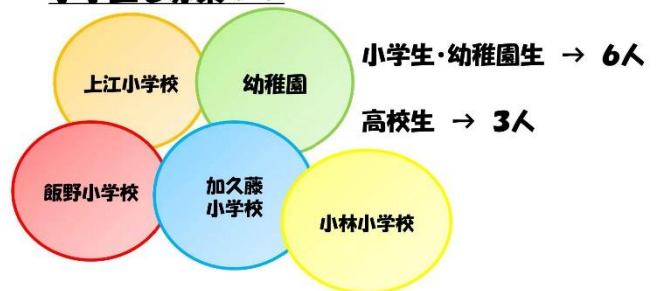 上江小学校
幼稚園
小学生・幼稚園生 → 6人
高校生 → 3人
飯野小学校
加久藤
小学校
小林小学校